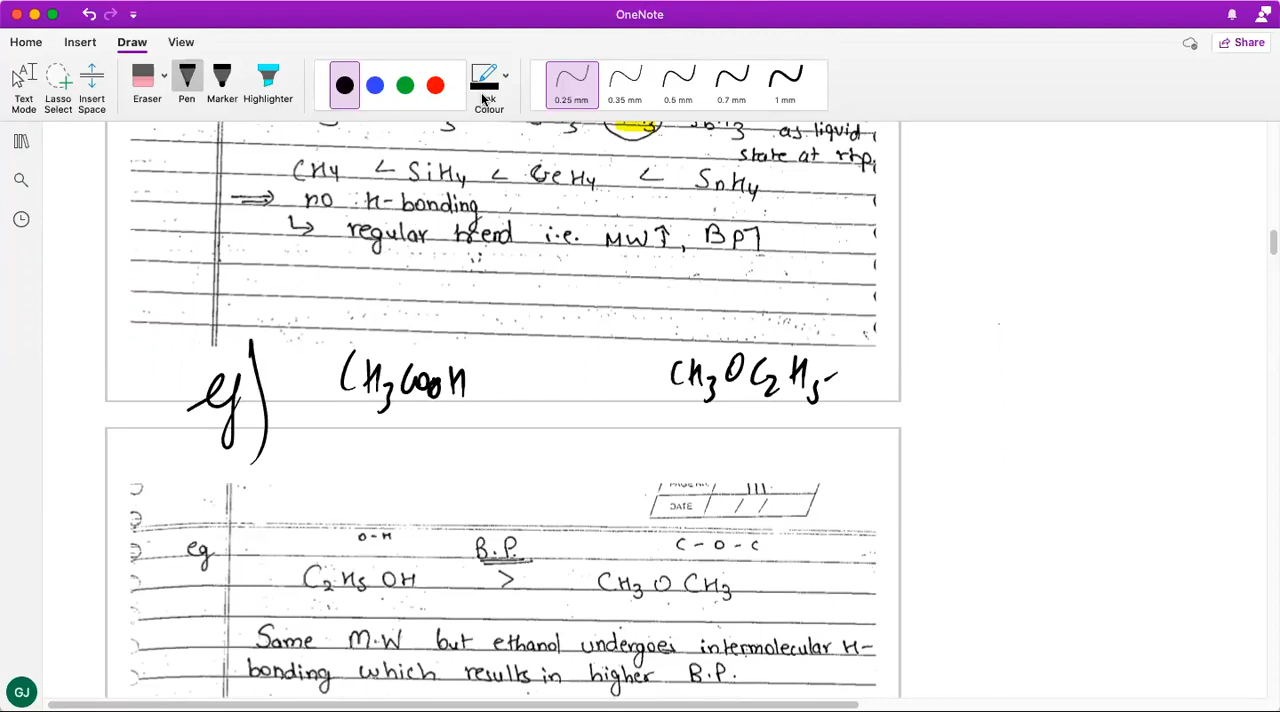 OneNote
Home Insert Draw View
Share
Text Mode
Lasso Select
Insert Space
Eraser
Pen
Marker
Highlighter
Colour
0.25 mm
0.35 mm
0.5 mm
0.7 mm
1 mm
as liquid
state at rtp
CH4 < SiH4 < GeH4 < SnH4
⟹ no H-bonding
↳ regular trend i.e. MW↑, BP↑
eg) CH3COOH CH3OC2H5
DATE / /
O-H C-O-C
eg B.P.
C2H5OH > CH3OCH3
Same M.W but ethanol undergoes intermolecular H-
bonding which results in higher B.P.
GJ